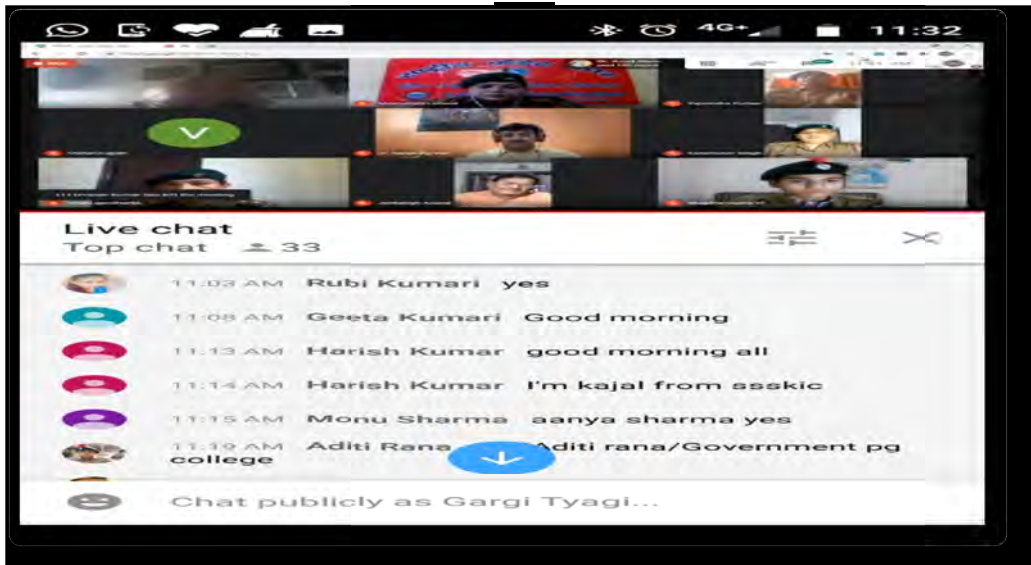 4G+ 11:32
V
Live chat
Top chat 33
11:03 AM Rubi Kumari yes
11:08 AM Geeta Kumari Good morning
11:13 AM Harish Kumar good morning all
11:14 AM Harish Kumar I'm kajal from ssskic
11:15 AM Monu Sharma aanya sharma yes
11:19 AM Aditi Rana Aditi rana/Government pg
college
Chat publicly as Gargi Tyagi...